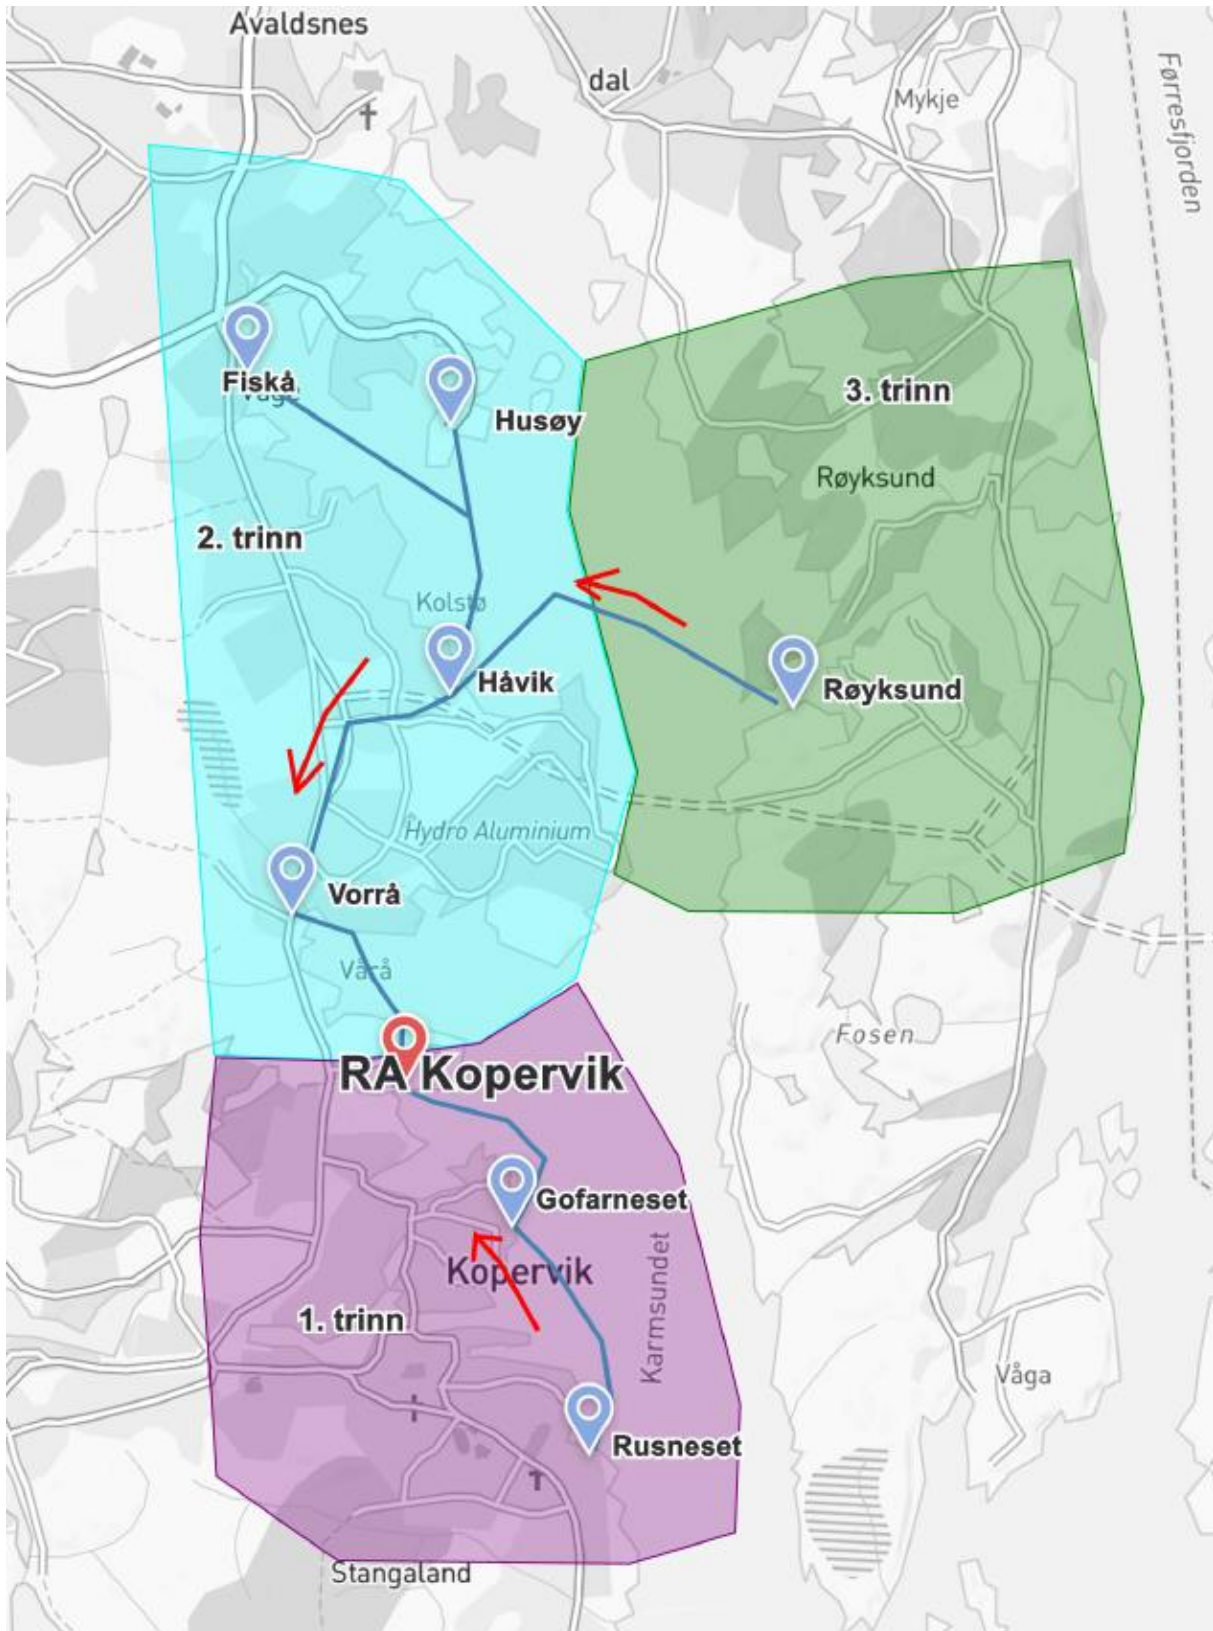 Avaldsnes
dal
Mykje
Førresfjorden
Fiskå
Husøy
3. trinn
Røyksund
2. trinn
Kolstø
Håvik
Røyksund
Hydro Aluminium
Vorrå
Vårå
Fosen
RA Kopervik
Gofarneset
Kopervik
Karmsundet
1. trinn
Våga
Rusneset
Stangaland